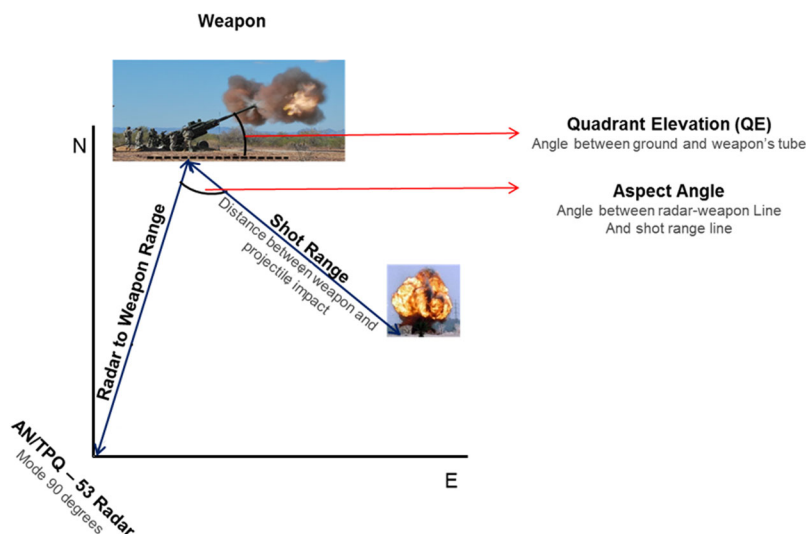 Weapon
N
Quadrant Elevation (QE)
Angle between ground and weapon's tube
Aspect Angle
Angle between radar-weapon Line
And shot range line
Shot Range
Distance between weapon and
projectile impact
Radar to Weapon Range
AN/TPQ – 53 Radar
Mode 90 degrees
E